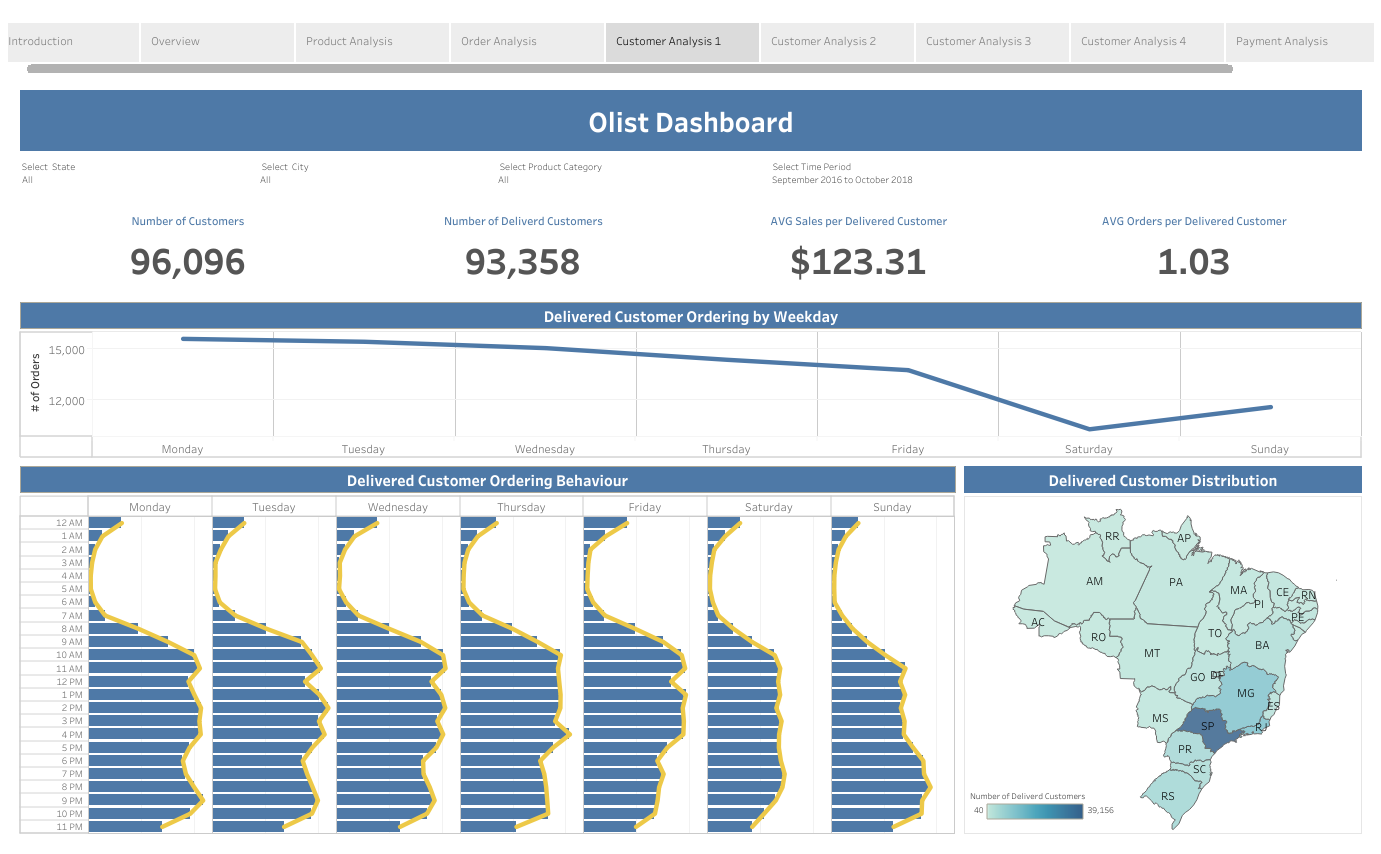 Introduction
Overview
Product Analysis
Order Analysis
Customer Analysis 1
Customer Analysis 2
Customer Analysis 3
Customer Analysis 4
Payment Analysis
Olist Dashboard
Select State
All
Select City
All
Select Product Category
All
Select Time Period
September 2016 to October 2018
Number of Customers
96,096
Number of Deliverd Customers
93,358
AVG Sales per Delivered Customer
$123.31
AVG Orders per Delivered Customer
1.03
Delivered Customer Ordering by Weekday
# of Orders
15,000
12,000
Monday
Tuesday
Wednesday
Thursday
Friday
Saturday
Sunday
Delivered Customer Ordering Behaviour
Monday
Tuesday
Wednesday
Thursday
Friday
Saturday
Sunday
12 AM
1 AM
2 AM
3 AM
4 AM
5 AM
6 AM
7 AM
8 AM
9 AM
10 AM
11 AM
12 PM
1 PM
2 PM
3 PM
4 PM
5 PM
6 PM
7 PM
8 PM
9 PM
10 PM
11 PM
Delivered Customer Distribution
RR
AP
AM
PA
MA
CE
RN
PI
PE
AC
RO
TO
BA
MT
GO
DF
MG
ES
MS
SP
RJ
PR
SC
RS
Number of Deliverd Customers
40
39,156